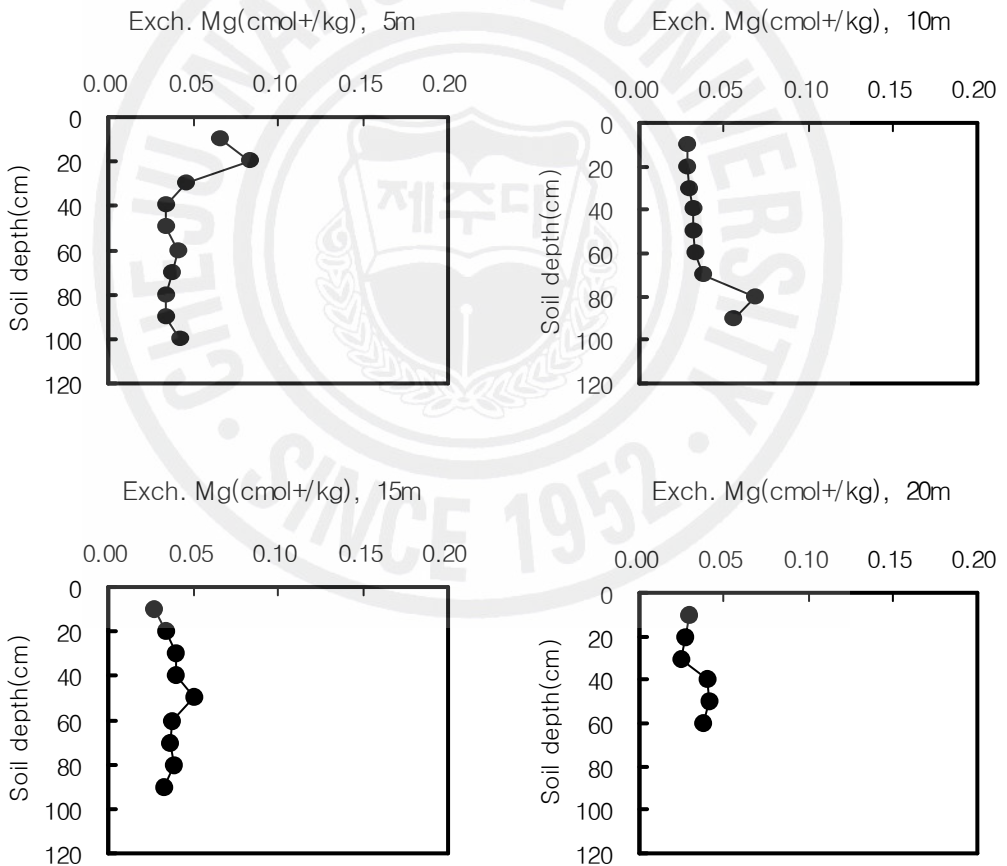 Exch. Mg(cmol+/kg), 5m
0.00 0.05 0.10 0.15 0.20
Soil depth(cm)
0
20
40
60
80
100
120
Exch. Mg(cmol+/kg), 10m
0.00 0.05 0.10 0.15 0.20
Soil depth(cm)
0
20
40
60
80
100
120
Exch. Mg(cmol+/kg), 15m
0.00 0.05 0.10 0.15 0.20
Soil depth(cm)
0
20
40
60
80
100
120
Exch. Mg(cmol+/kg), 20m
0.00 0.05 0.10 0.15 0.20
Soil depth(cm)
0
20
40
60
80
100
120
제주대
UNIVERSITY
CHEJU
SINCE 1952